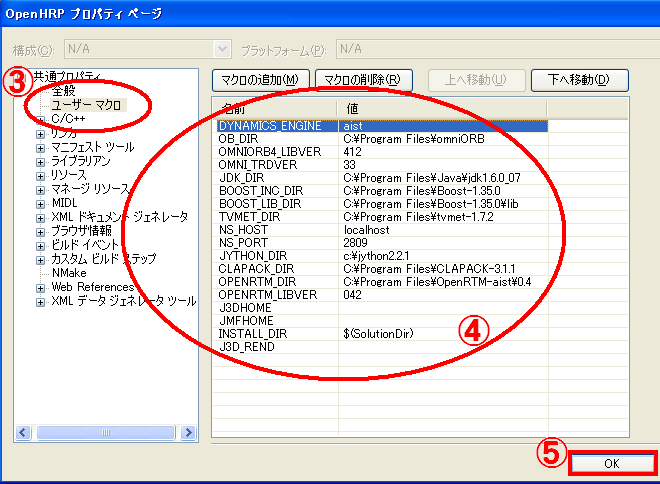 OpenHRP プロパティ ページ
構成(C): N/A プラットフォーム(P): N/A
③
共通プロパティ
全般
ユーザー マクロ
C/C++
リンカ
マニフェスト ツール
ライブラリアン
リソース
マネージ リソース
MIDL
XML ドキュメント ジェネレータ
ブラウザ情報
ビルド イベント
カスタム ビルド ステップ
NMake
Web References
XML データ ジェネレータ ツール
マクロの追加(M) マクロの削除(R) 上へ移動(U) 下へ移動(D)
名前 値
DYNAMICS_ENGINE aist
OB_DIR C:¥Program Files¥omniORB
OMNIORB4_LIBVER 412
OMNI_TRDVER 33
JDK_DIR C:¥Program Files¥Java¥jdk1.6.0_07
BOOST_INC_DIR C:¥Program Files¥Boost-1.35.0
BOOST_LIB_DIR C:¥Program Files¥Boost-1.35.0¥lib
TVMET_DIR C:¥Program Files¥tvmet-1.7.2
NS_HOST localhost
NS_PORT 2809
JYTHON_DIR c:¥jython2.2.1
CLAPACK_DIR C:¥Program Files¥CLAPACK-3.1.1
OPENRTM_DIR C:¥Program Files¥OpenRTM-aist¥0.4
OPENRTM_LIBVER 042
J3DHOME
JMFHOME
INSTALL_DIR $(SolutionDir)
J3D_REND
④
⑤
OK